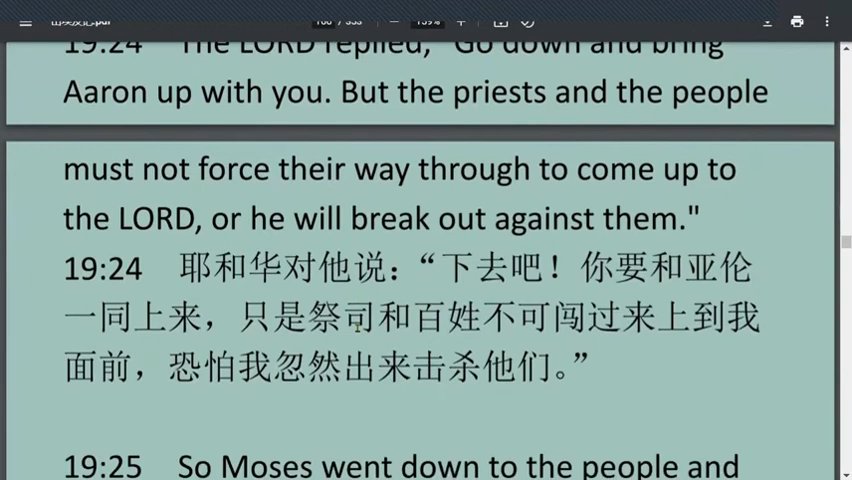 19:24 The LORD replied, "Go down and bring
Aaron up with you. But the priests and the people
must not force their way through to come up to
the LORD, or he will break out against them."
19:24 耶和华对他说：“下去吧！你要和亚伦
一同上来，只是祭司和百姓不可闯过来上到我
面前，恐怕我忽然出来击杀他们。”
19:25 So Moses went down to the people and